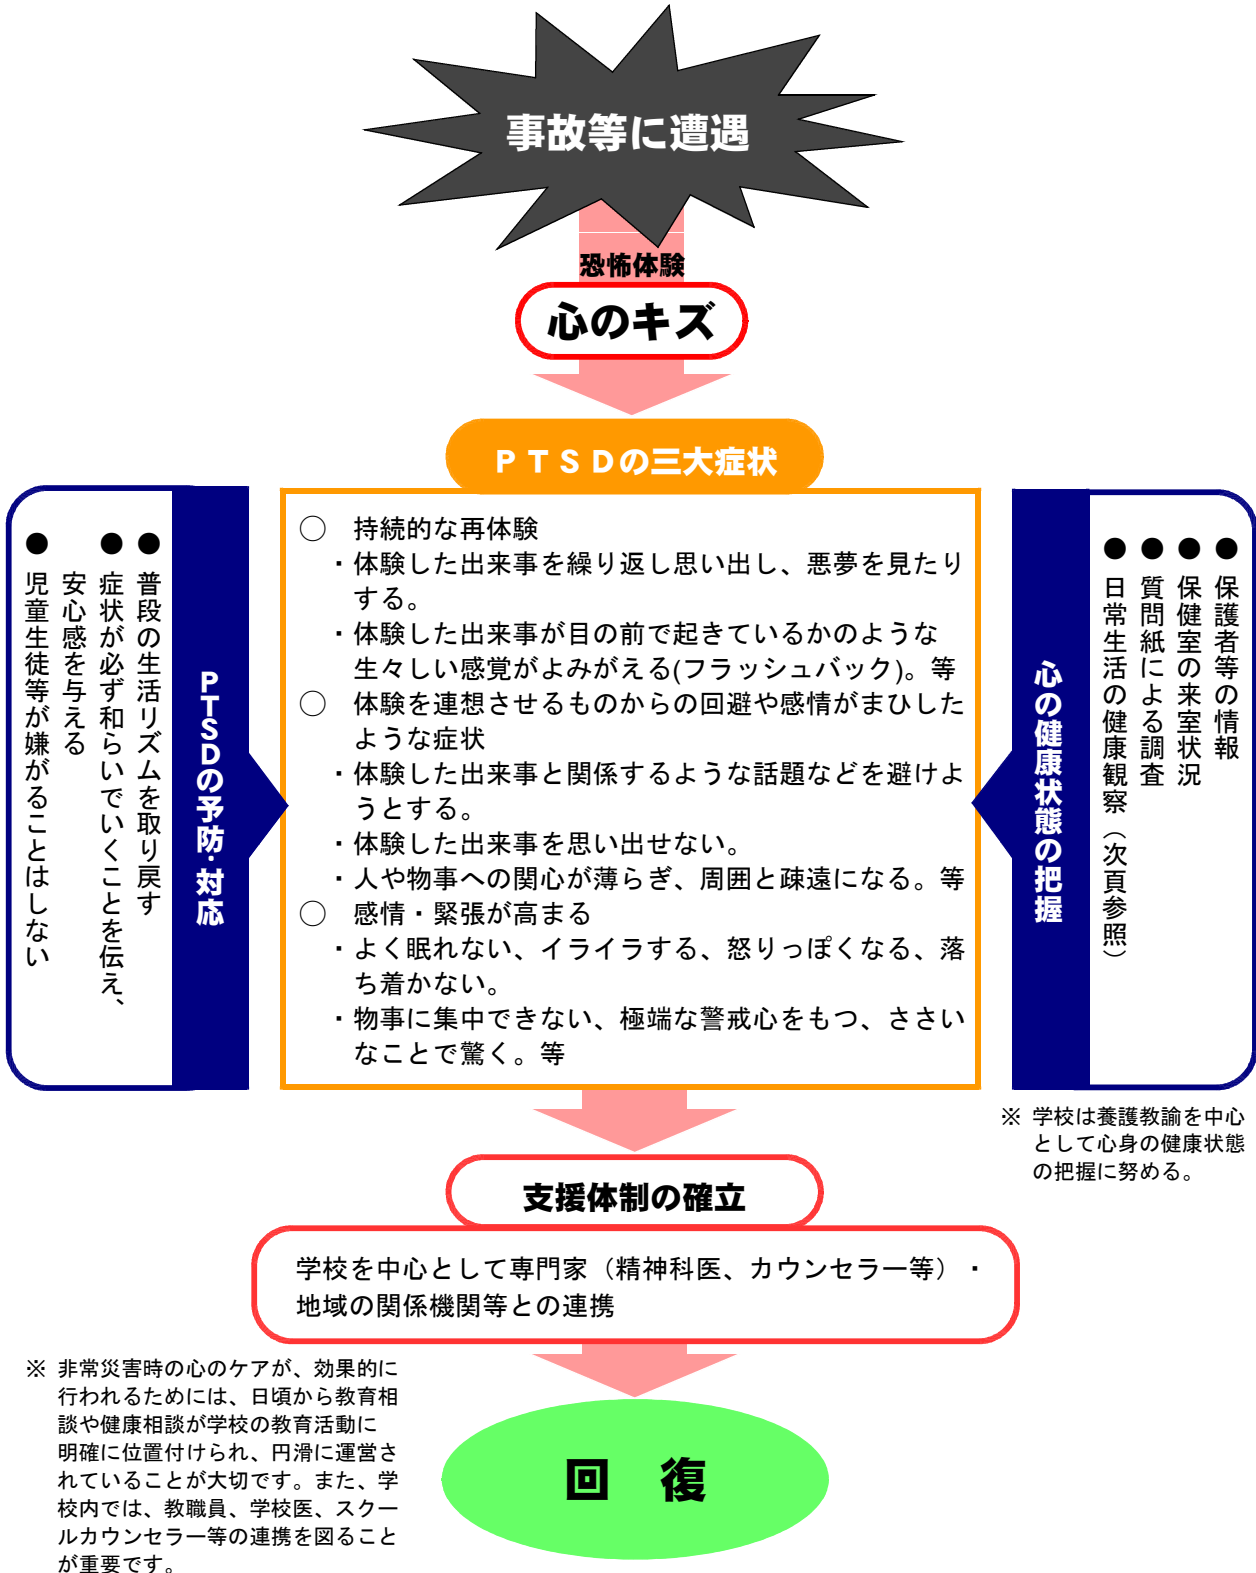 事故等に遭遇
恐怖体験
心のキズ
ＰＴＳＤの三大症状
○　持続的な再体験
・体験した出来事を繰り返し思い出し、悪夢を見たり
する。
・体験した出来事が目の前で起きているかのような
生々しい感覚がよみがえる(フラッシュバック)。等
○　体験を連想させるものからの回避や感情がまひした
ような症状
・体験した出来事と関係するような話題などを避けよ
うとする。
・体験した出来事を思い出せない。
・人や物事への関心が薄らぎ、周囲と疎遠になる。等
○　感情・緊張が高まる
・よく眠れない、イライラする、怒りっぽくなる、落
ち着かない。
・物事に集中できない、極端な警戒心をもつ、ささい
なことで驚く。等
PTSDの予防・対応
●普段の生活リズムを取り戻す
●症状が必ず和らいでいくことを伝え、
安心感を与える
●児童生徒等が嫌がることはしない
心の健康状態の把握
●保護者等の情報
●保健室の来室状況
●質問紙による調査
●日常生活の健康観察（次頁参照）
※ 学校は養護教諭を中心
として心身の健康状態
の把握に努める。
支援体制の確立
学校を中心として専門家（精神科医、カウンセラー等）・
地域の関係機関等との連携
※ 非常災害時の心のケアが、効果的に
行われるためには、日頃から教育相
談や健康相談が学校の教育活動に
明確に位置付けられ、円滑に運営さ
れていることが大切です。また、学
校内では、教職員、学校医、スクー
ルカウンセラー等の連携を図ること
が重要です。
回　復